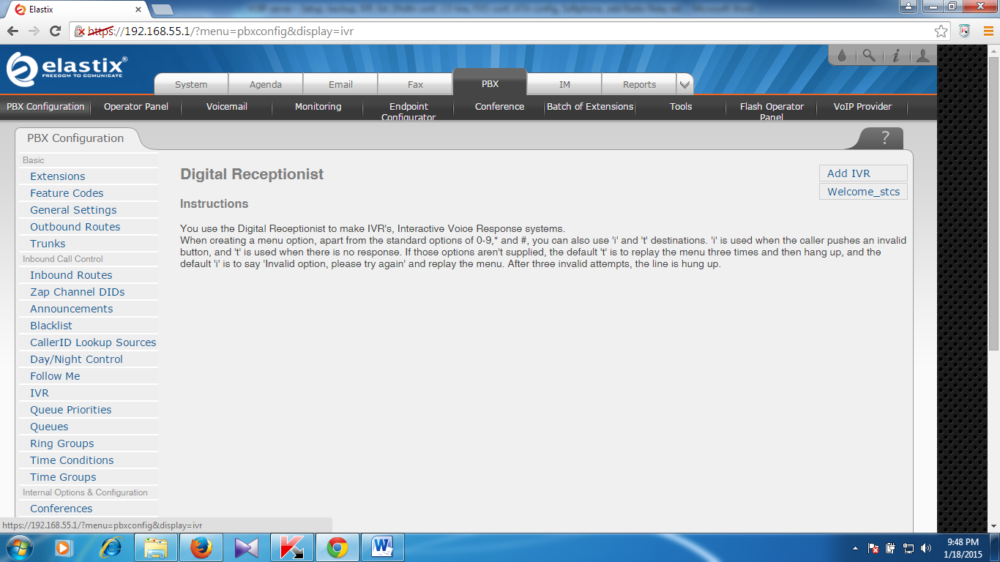 Elastix
https://192.168.55.1/?menu=pbxconfig&display=ivr
elastix®
FREEDOM TO COMUNICATE
System Agenda Email Fax PBX IM Reports
PBX Configuration Operator Panel Voicemail Monitoring Endpoint Configurator Conference Batch of Extensions Tools Flash Operator Panel VoIP Provider
PBX Configuration
?
Basic
Extensions
Feature Codes
General Settings
Outbound Routes
Trunks
Inbound Call Control
Inbound Routes
Zap Channel DIDs
Announcements
Blacklist
CallerID Lookup Sources
Day/Night Control
Follow Me
IVR
Queue Priorities
Queues
Ring Groups
Time Conditions
Time Groups
Internal Options & Configuration
Conferences
Digital Receptionist
Instructions
You use the Digital Receptionist to make IVR's, Interactive Voice Response systems.
When creating a menu option, apart from the standard options of 0-9,* and #, you can also use 'i' and 't' destinations. 'i' is used when the caller pushes an invalid
button, and 't' is used when there is no response. If those options aren't supplied, the default 't' is to replay the menu three times and then hang up, and the
default 'i' is to say 'Invalid option, please try again' and replay the menu. After three invalid attempts, the line is hung up.
Add IVR
Welcome_stcs
https://192.168.55.1/?menu=pbxconfig&display=ivr
9:48 PM
1/18/2015